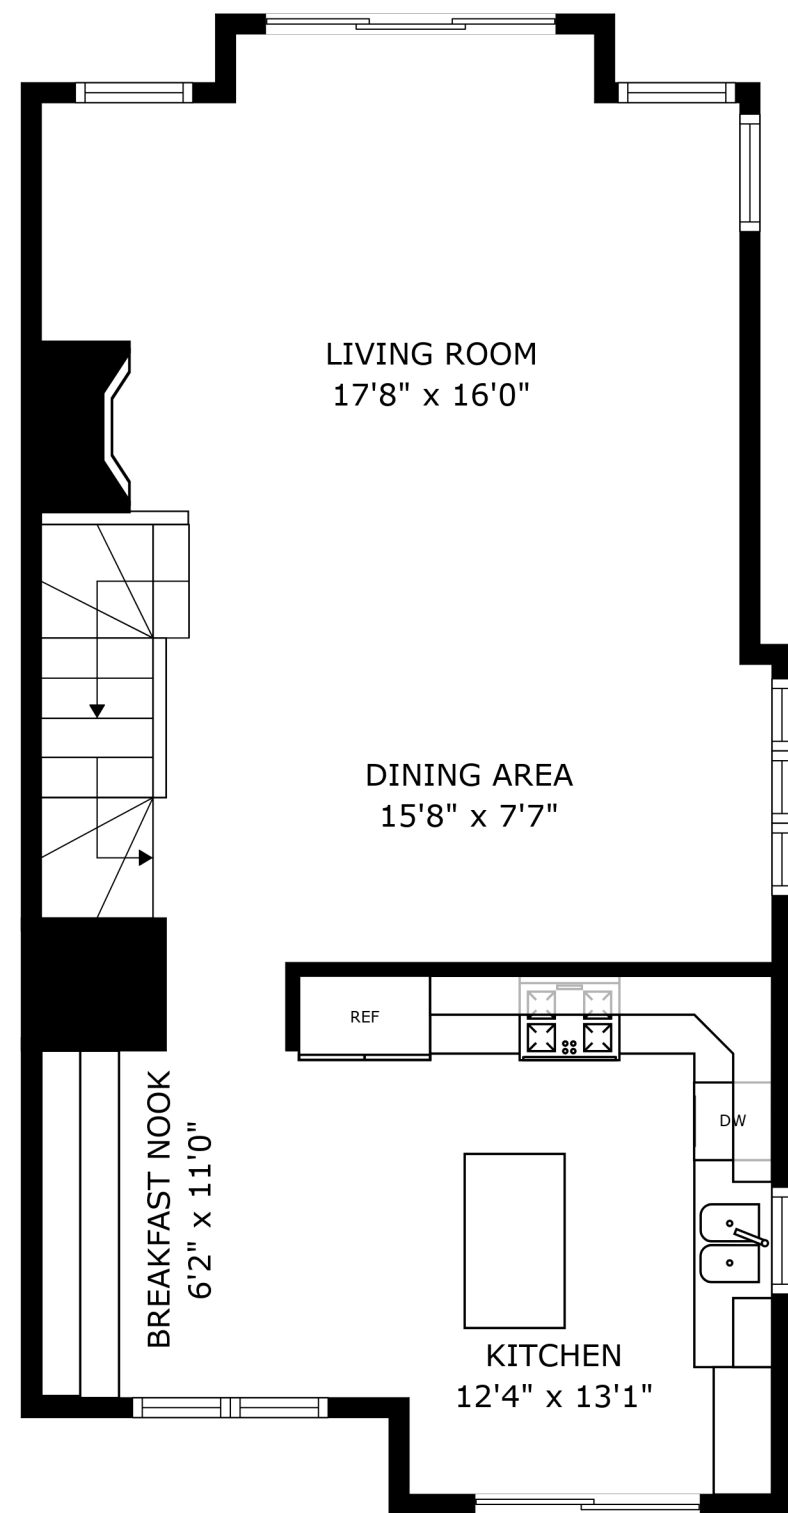 LIVING ROOM
17'8" x 16'0"
DINING AREA
15'8" x 7'7"
REF
DW
BREAKFAST NOOK
6'2" x 11'0"
KITCHEN
12'4" x 13'1"